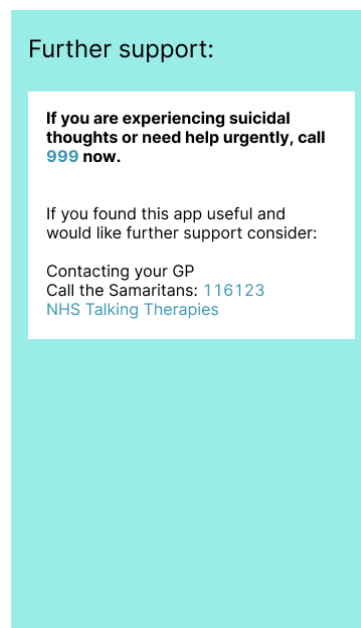 Further support:
If you are experiencing suicidal
thoughts or need help urgently, call
999 now.
If you found this app useful and
would like further support consider:
Contacting your GP
Call the Samaritans: 116123
NHS Talking Therapies